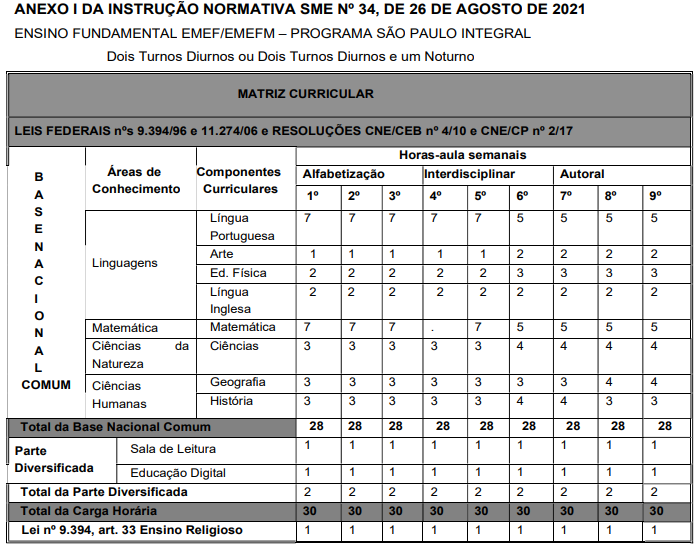 ANEXO I DA INSTRUÇÃO NORMATIVA SME Nº 34, DE 26 DE AGOSTO DE 2021
ENSINO FUNDAMENTAL EMEF/EMEFM – PROGRAMA SÃO PAULO INTEGRAL
Dois Turnos Diurnos ou Dois Turnos Diurnos e um Noturno
MATRIZ CURRICULAR
LEIS FEDERAIS nºs 9.394/96 e 11.274/06 e RESOLUÇÕES CNE/CEB nº 4/10 e CNE/CP nº 2/17
BASE NACIONAL COMUM
Áreas de Conhecimento Componentes Curriculares Horas-aula semanais
Alfabetização Interdisciplinar Autoral
1º 2º 3º 4º 5º 6º 7º 8º 9º
Linguagens
Língua Portuguesa 7 7 7 7 7 5 5 5 5
Arte 1 1 1 1 1 2 2 2 2
Ed. Física 2 2 2 2 2 3 3 3 3
Língua Inglesa 2 2 2 2 2 2 2 2 2
Matemática Matemática 7 7 7 . 7 5 5 5 5
Ciências da Natureza Ciências 3 3 3 3 3 4 4 4 4
Ciências Humanas
Geografia 3 3 3 3 3 3 3 4 4
História 3 3 3 3 3 4 4 3 3
Total da Base Nacional Comum 28 28 28 28 28 28 28 28 28
Parte Diversificada
Sala de Leitura 1 1 1 1 1 1 1 1 1
Educação Digital 1 1 1 1 1 1 1 1 1
Total da Parte Diversificada 2 2 2 2 2 2 2 2 2
Total da Carga Horária 30 30 30 30 30 30 30 30 30
Lei nº 9.394, art. 33 Ensino Religioso 1 1 1 1 1 1 1 1 1